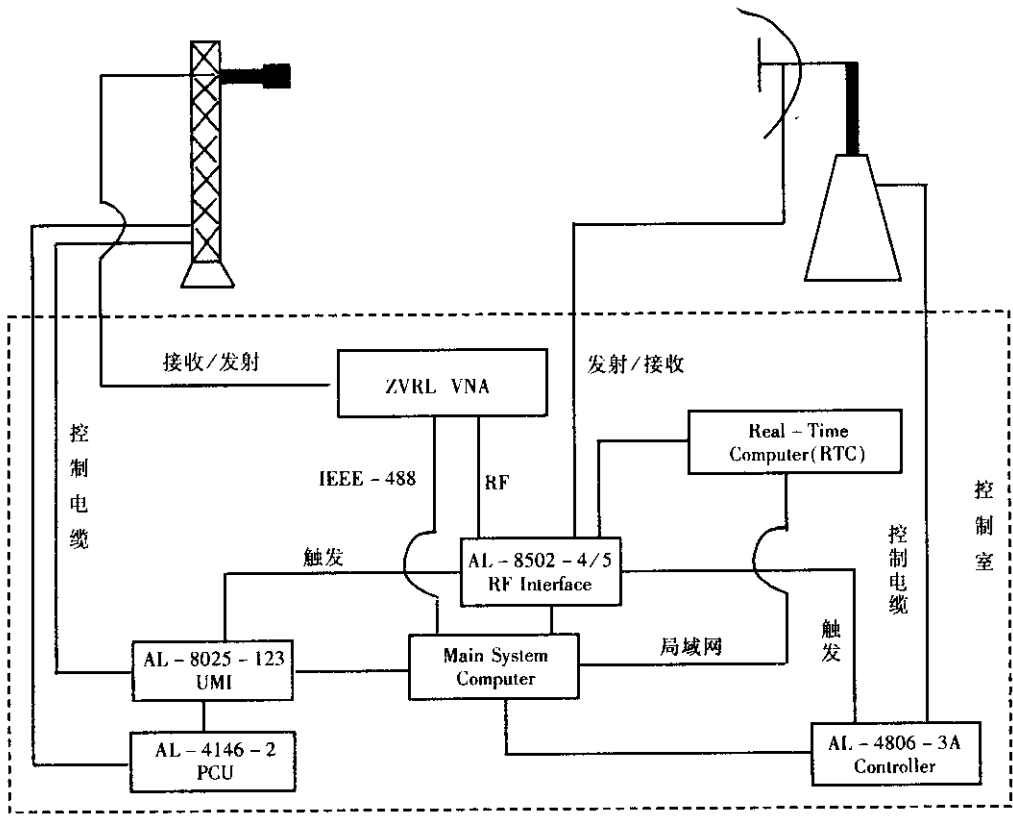 接收/发射
ZVRL VNA
发射/接收
Real - Time
Computer(RTC)
控制电缆
IEEE - 488
RF
控制室
控制电缆
触发
AL - 8502 - 4/5
RF Interface
触发
AL - 8025 - 123
UMI
Main System
Computer
局域网
AL - 4146 - 2
PCU
AL - 4806 - 3A
Controller